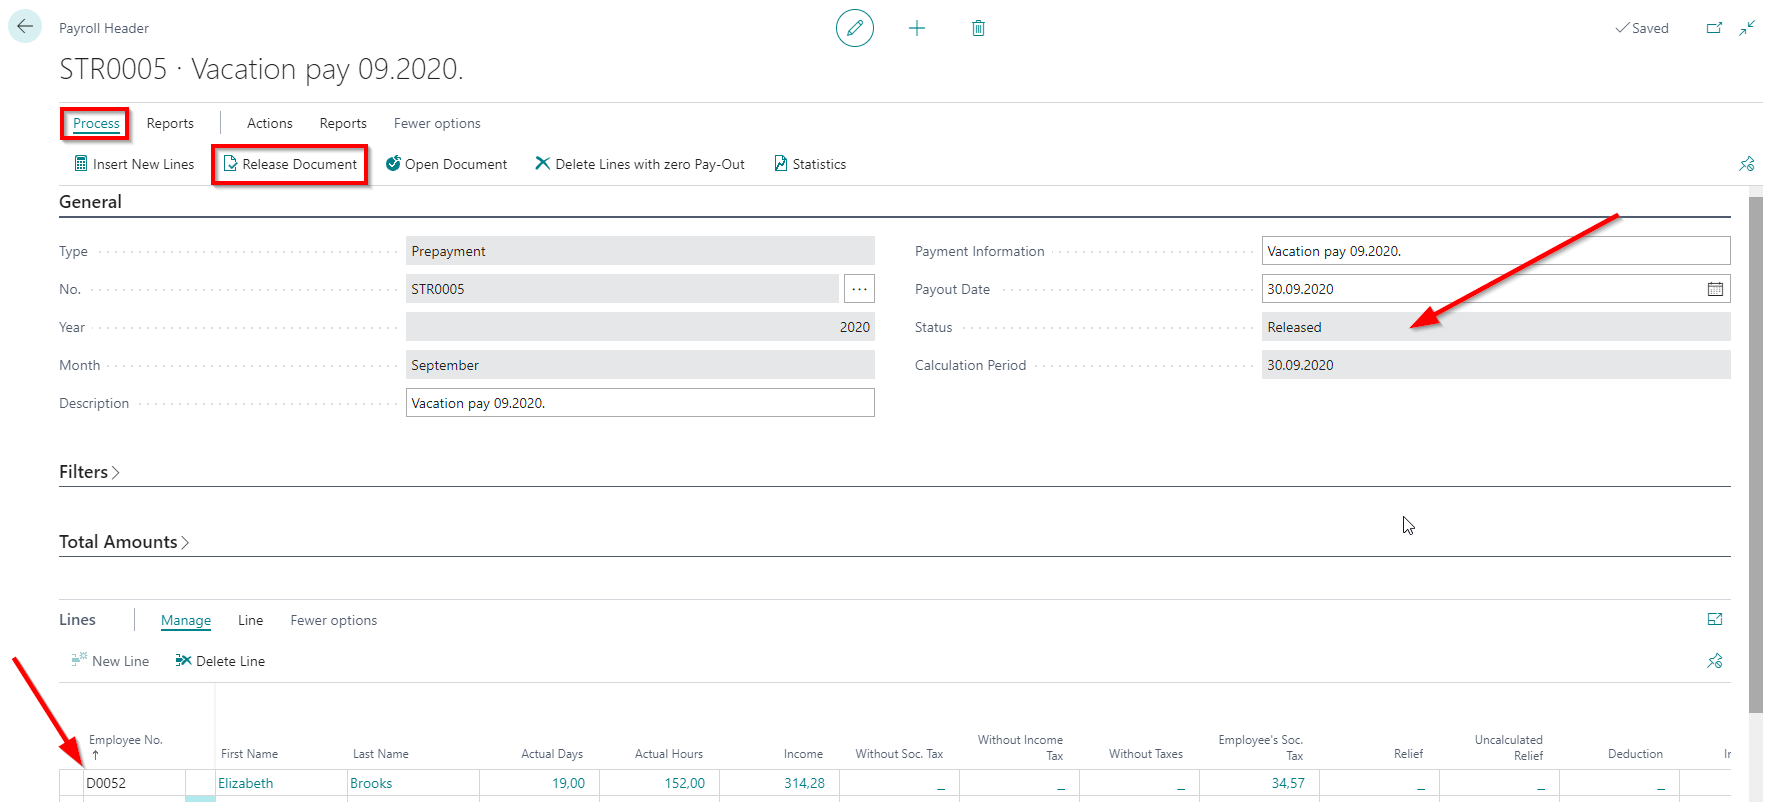 Payroll Header
Saved
STR0005 · Vacation pay 09.2020.
Process Reports Actions Reports Fewer options
Insert New Lines Release Document Open Document Delete Lines with zero Pay-Out Statistics
General
Type Prepayment
Payment Information Vacation pay 09.2020.
No. STR0005 ...
Payout Date 30.09.2020
Year 2020
Status Released
Month September
Calculation Period 30.09.2020
Description Vacation pay 09.2020.
Filters
Total Amounts
Lines Manage Line Fewer options
New Line Delete Line
Employee No. ↑ First Name Last Name Actual Days Actual Hours Income Without Soc. Tax Without Income Tax Without Taxes Employee's Soc. Tax Relief Uncalculated Relief Deduction
D0052 Elizabeth Brooks 19,00 152,00 314,28 _ _ _ 34,57 _ _ _